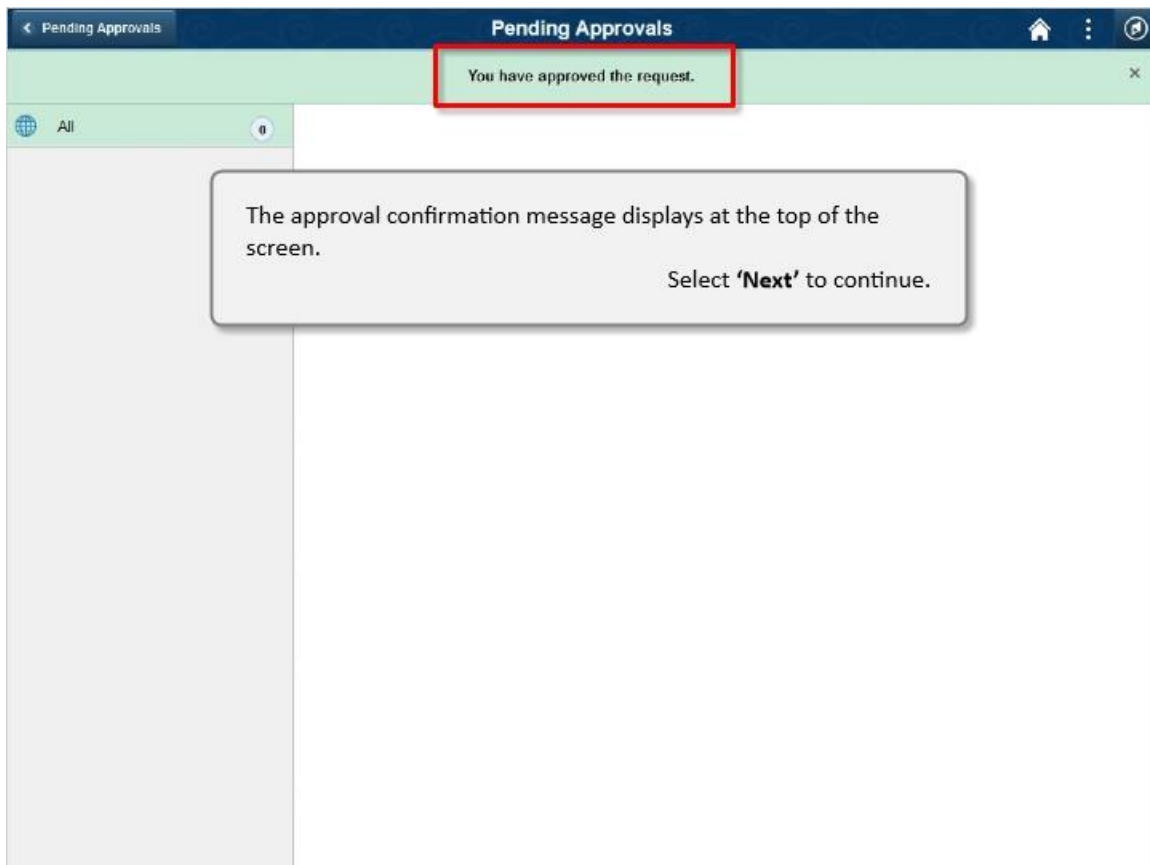 Pending Approvals
Pending Approvals
You have approved the request.
All
0
The approval confirmation message displays at the top of the
screen.
Select ‘Next’ to continue.